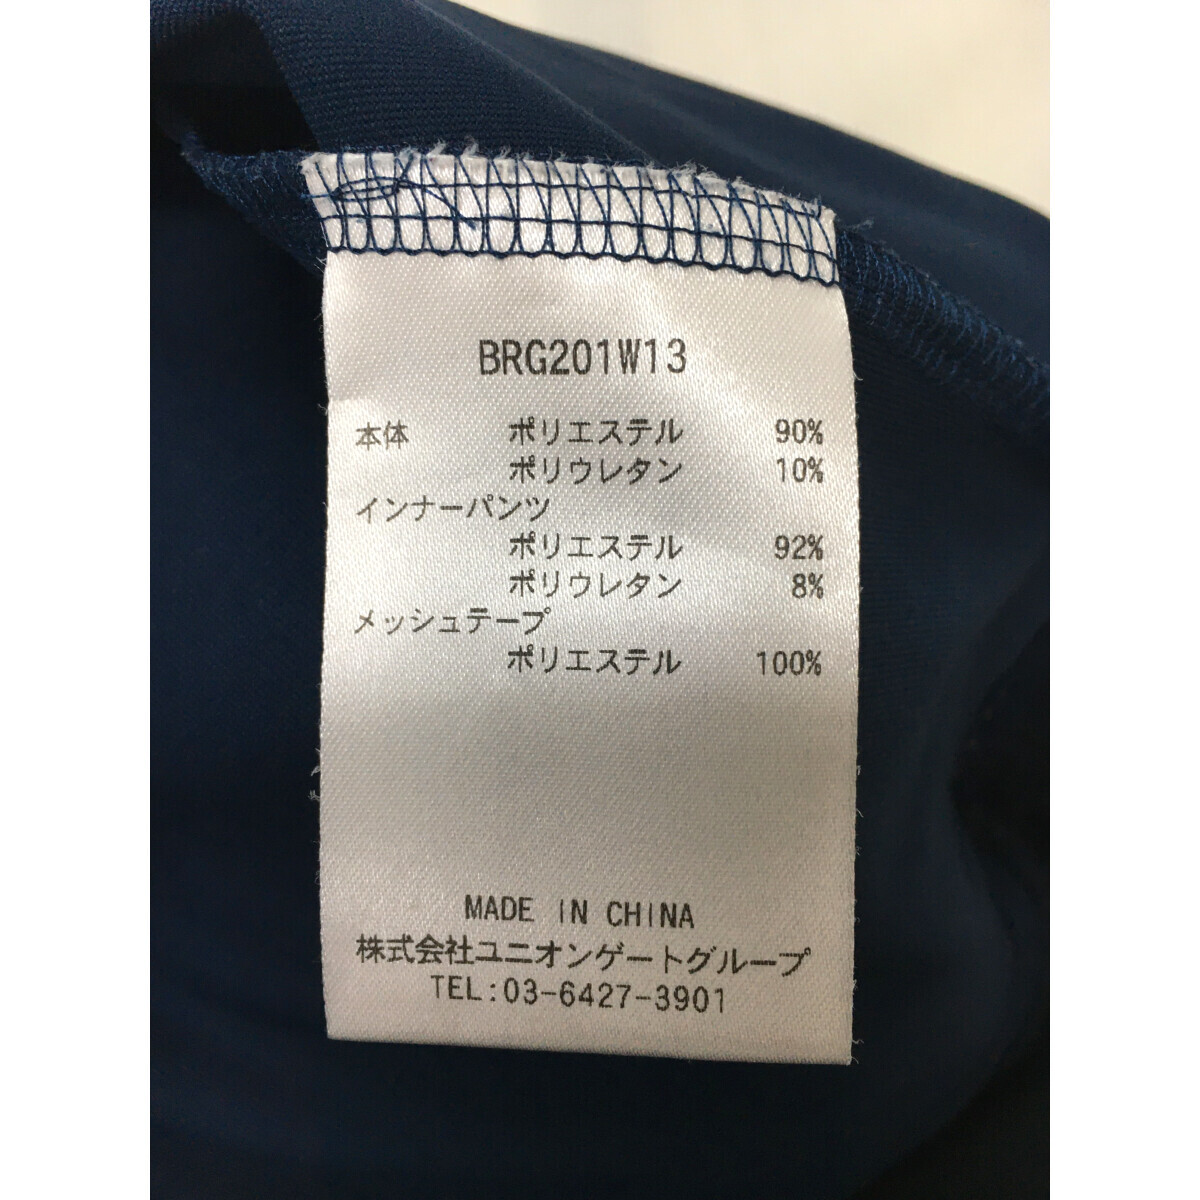 BRG201W13
本体 ポリエステル 90%
ポリウレタン 10%
インナーパンツ
ポリエステル 92%
ポリウレタン 8%
メッシュテープ
ポリエステル 100%
MADE IN CHINA
株式会社ユニオンゲートグループ
TEL:03-6427-3901